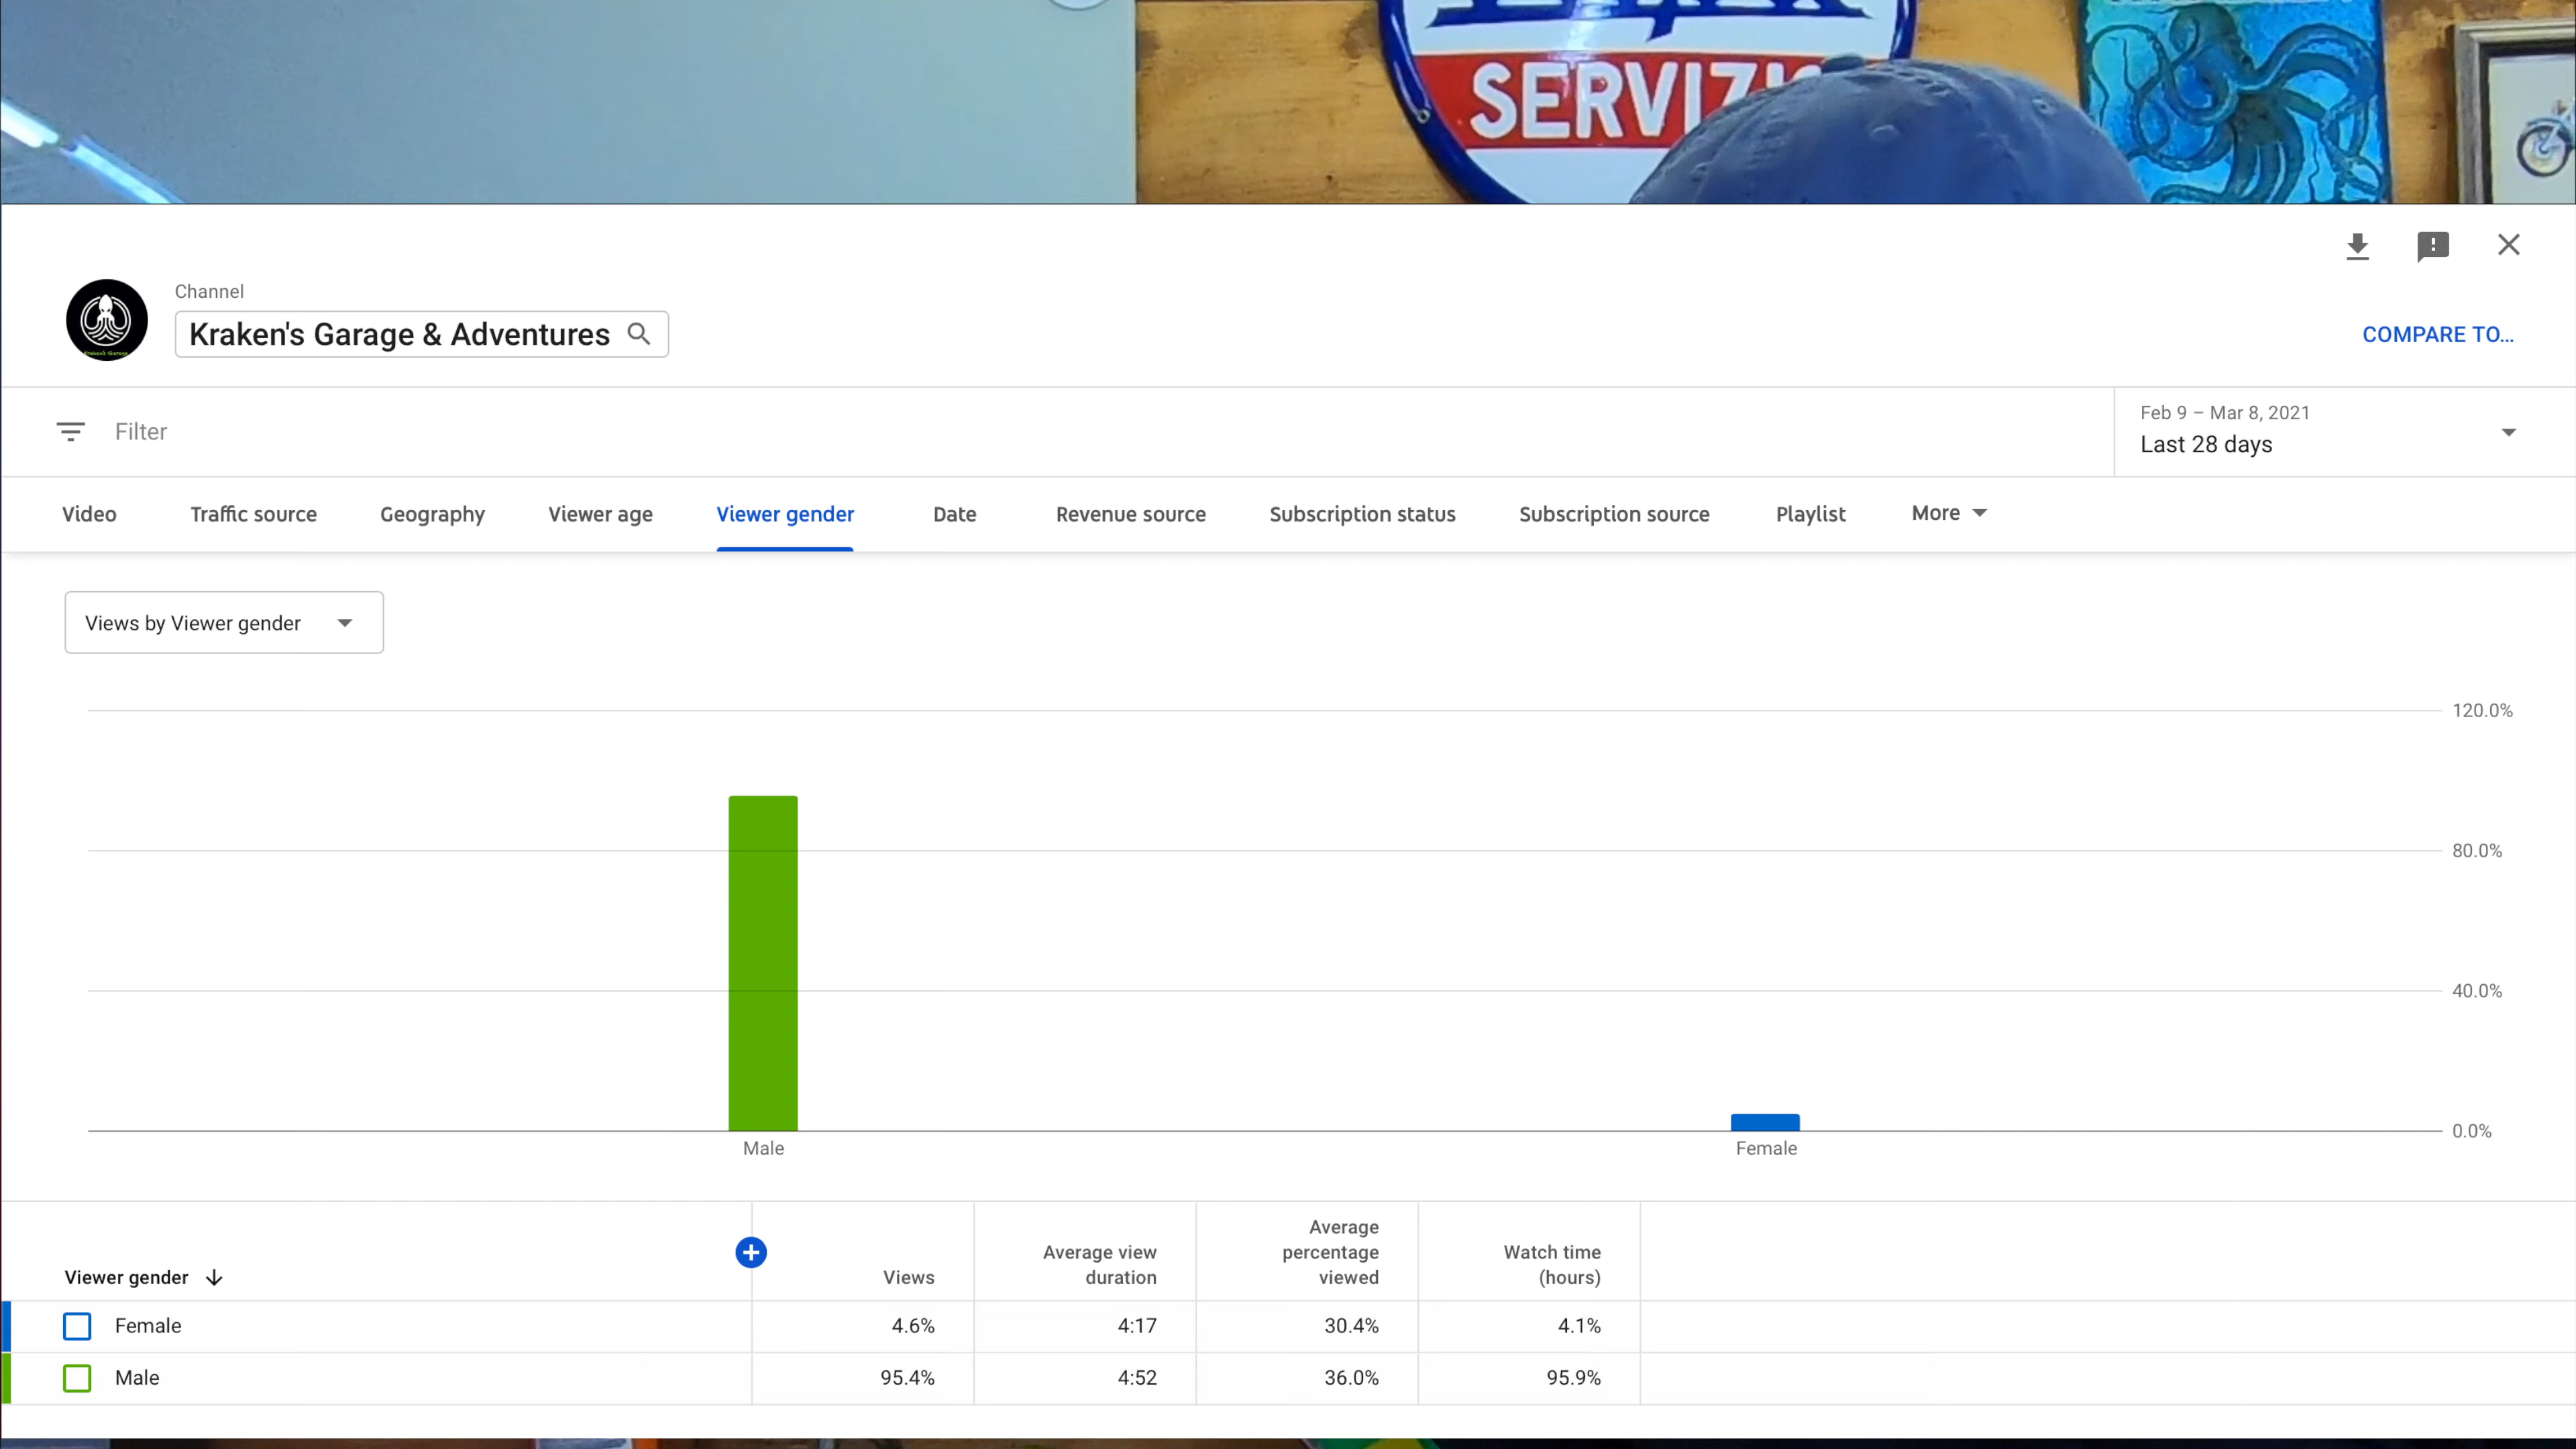 Channel
Kraken's Garage & Adventures
COMPARE TO...
Filter
Feb 9 – Mar 8, 2021
Last 28 days
Video Traffic source Geography Viewer age Viewer gender Date Revenue source Subscription status Subscription source Playlist More
Views by Viewer gender
120.0%
80.0%
40.0%
0.0%
Male Female
Viewer gender Views Average view duration Average percentage viewed Watch time (hours)
Female 4.6% 4:17 30.4% 4.1%
Male 95.4% 4:52 36.0% 95.9%